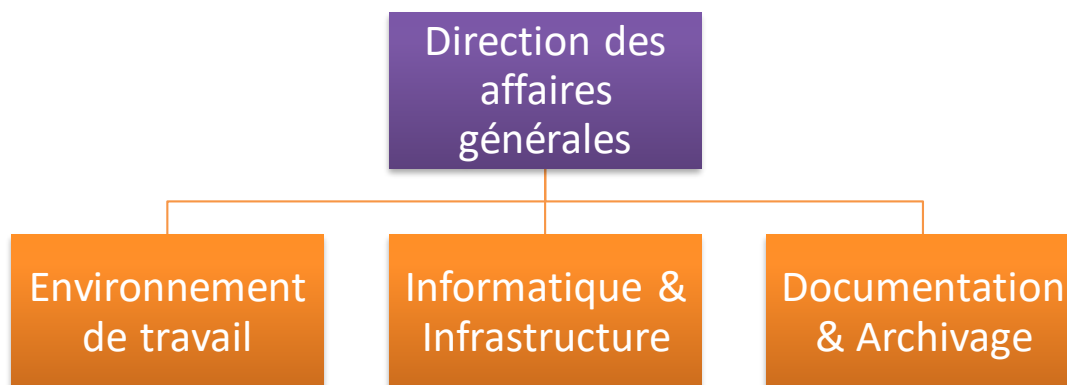 Direction des
affaires
générales
Environnement
de travail
Informatique &
Infrastructure
Documentation
& Archivage